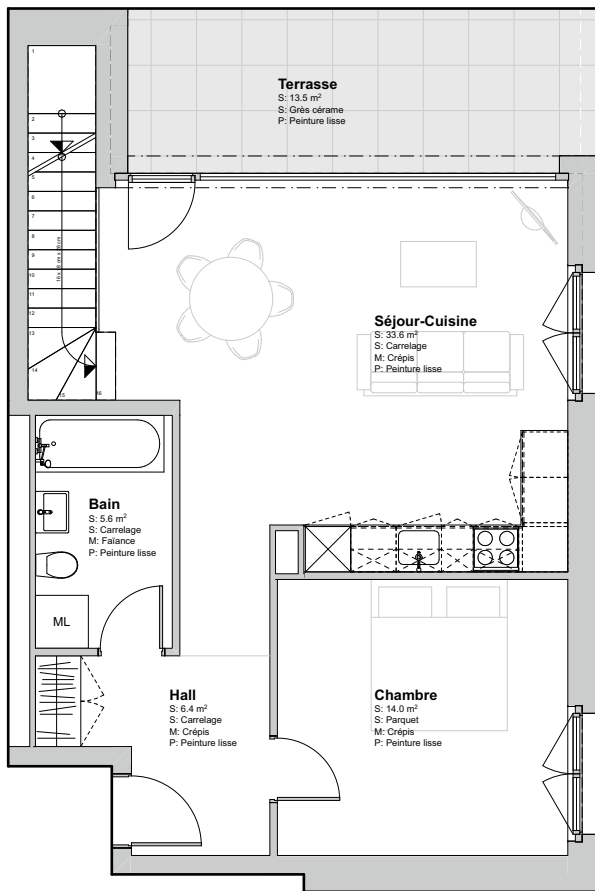 Terrasse
S: 13.5 m²
S: Grès cérame
P: Peinture lisse
1
2
3
4
5
6
7
8
9
10
11
12
13
14
15
16
Séjour-Cuisine
S: 33.6 m²
S: Carrelage
M: Crépis
P: Peinture lisse
Bain
S: 5.6 m²
S: Carrelage
M: Faïance
P: Peinture lisse
ML
Hall
S: 6.4 m²
S: Carrelage
M: Crépis
P: Peinture lisse
Chambre
S: 14.0 m²
S: Parquet
M: Crépis
P: Peinture lisse